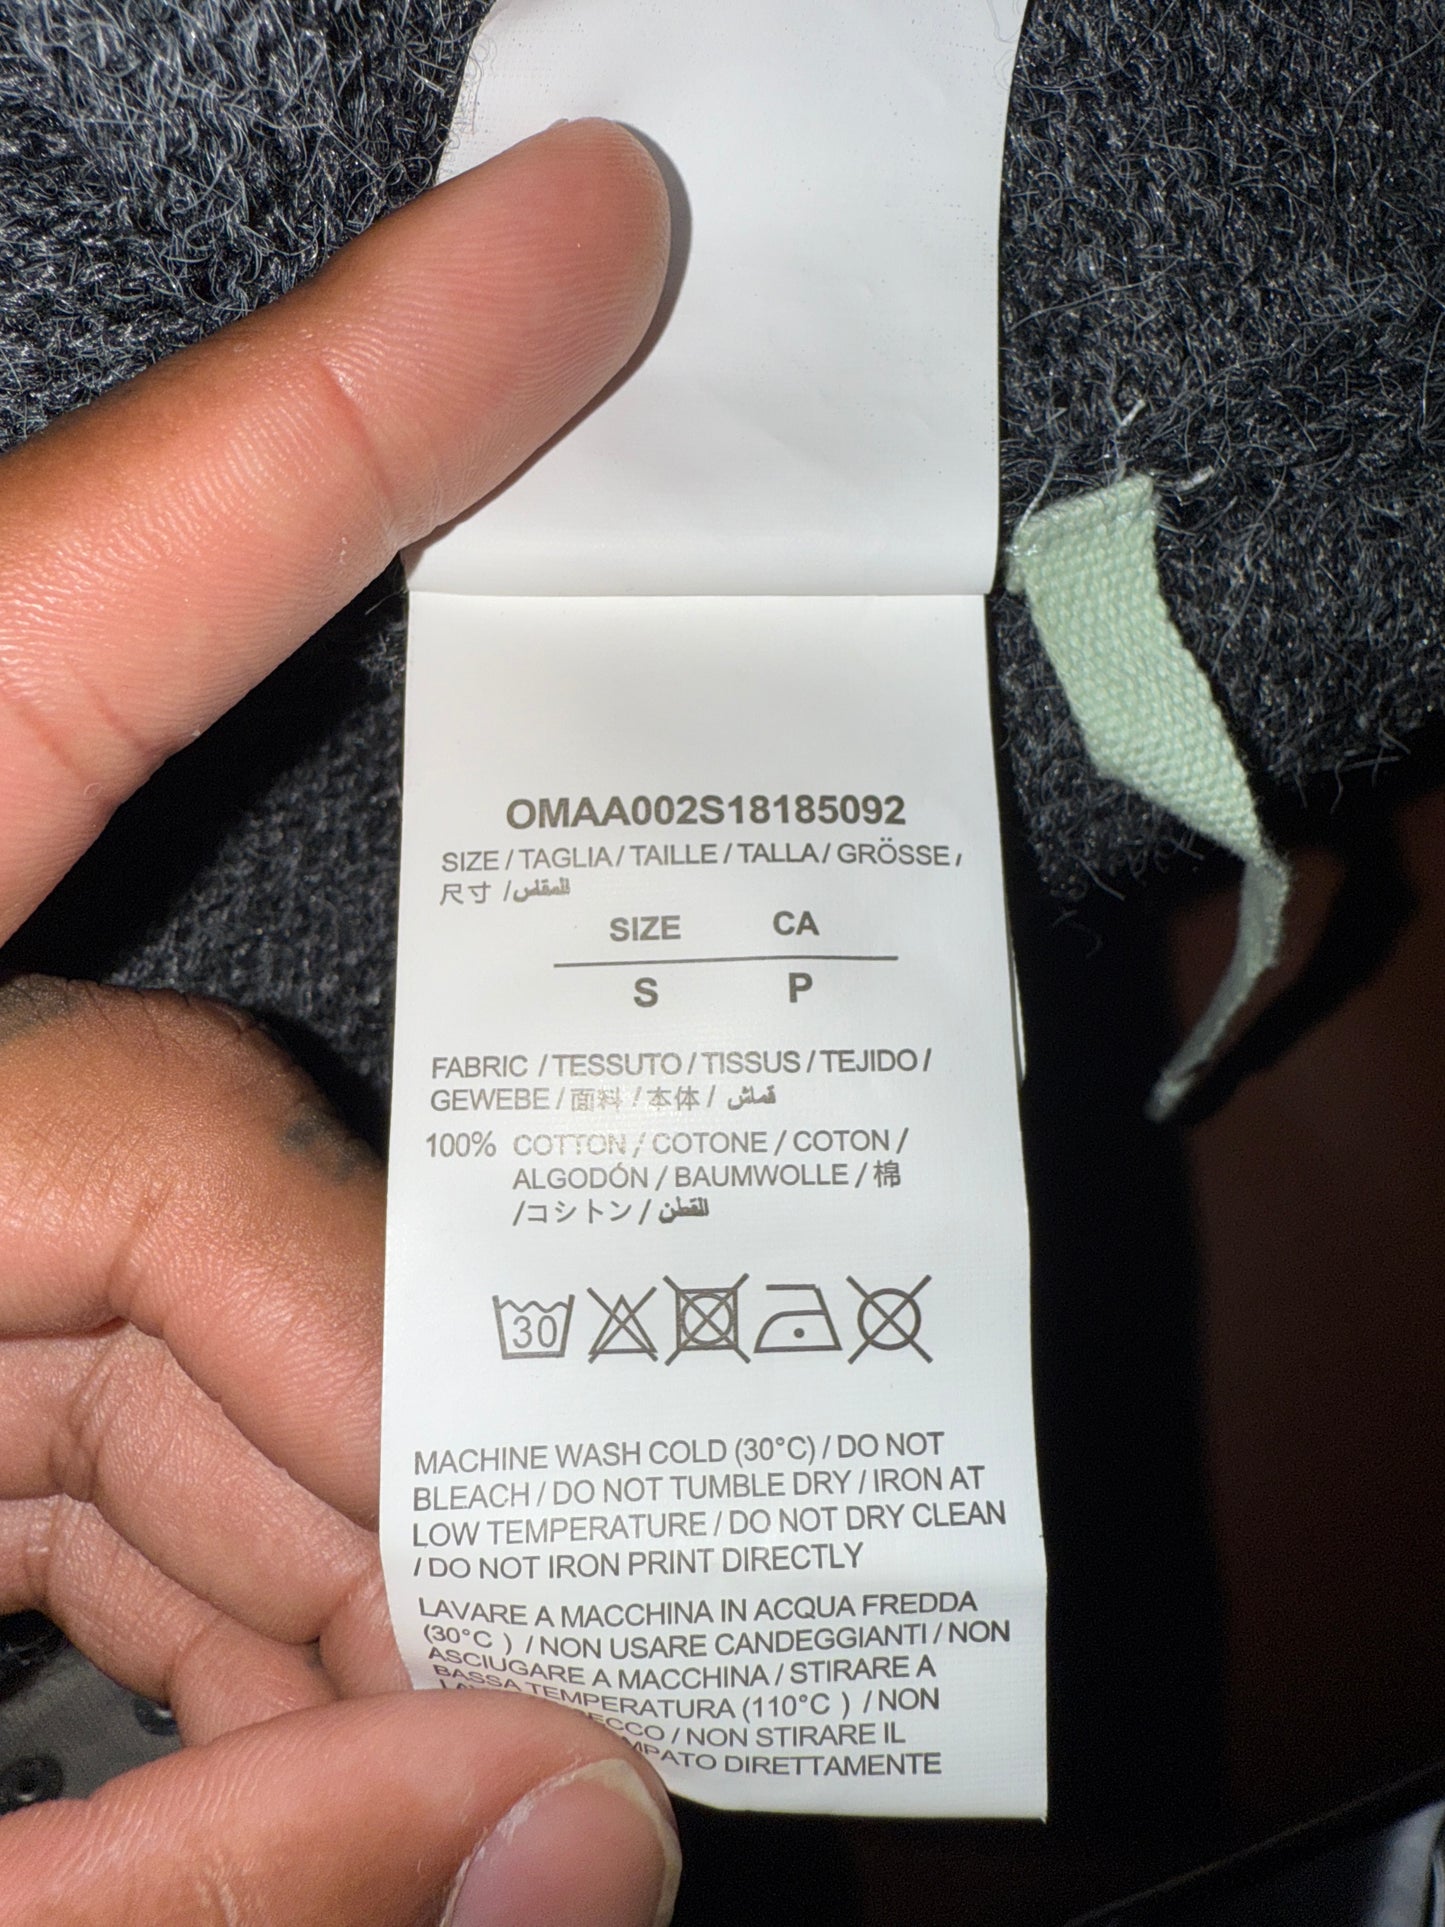 OMAA002S18185092
SIZE / TAGLIA / TAILLE / TALLA / GRÖSSE /
尺寸 / المقاس
SIZE CA
S P
FABRIC / TESSUTO / TISSUS / TEJIDO /
GEWEBE / 面料 / 本体 / قماش
100% COTTON / COTONE / COTON /
ALGODÓN / BAUMWOLLE / 棉
/ コシトン / القطن
30
MACHINE WASH COLD (30°C) / DO NOT
BLEACH / DO NOT TUMBLE DRY / IRON AT
LOW TEMPERATURE / DO NOT DRY CLEAN
/ DO NOT IRON PRINT DIRECTLY
LAVARE A MACCHINA IN ACQUA FREDDA
(30°C ) / NON USARE CANDEGGIANTI / NON
ASCIUGARE A MACCHINA / STIRARE A
BASSA TEMPERATURA (110°C ) / NON
ECCO / NON STIRARE IL
MPATO DIRETTAMENTE